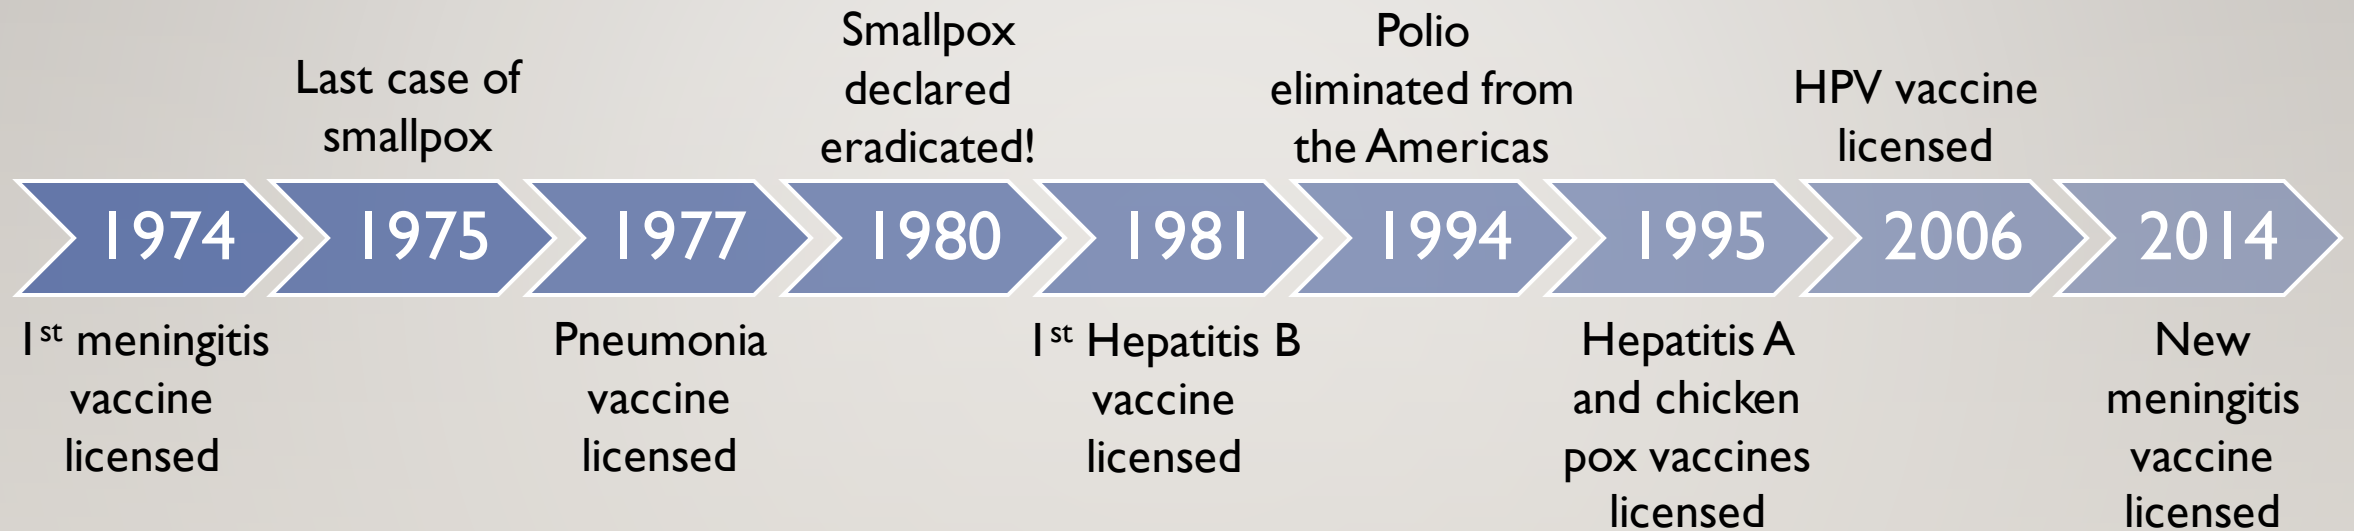 Last case of
smallpox
Smallpox
declared
eradicated!
Polio
eliminated from
the Americas
HPV vaccine
licensed
1974
1975
1977
1980
1981
1994
1995
2006
2014
1st meningitis
vaccine
licensed
Pneumonia
vaccine
licensed
1st Hepatitis B
vaccine
licensed
Hepatitis A
and chicken
pox vaccines
licensed
New
meningitis
vaccine
licensed